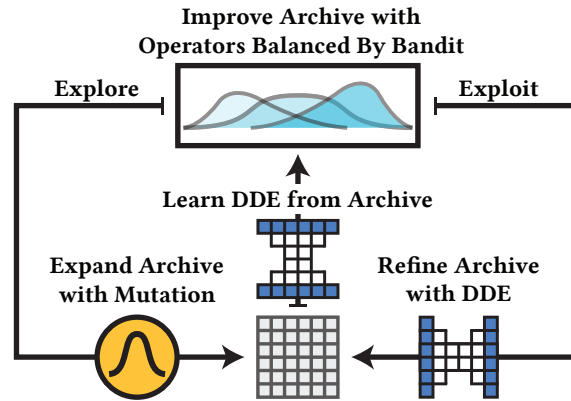 Improve Archive with
Operators Balanced By Bandit
Explore
Exploit
Learn DDE from Archive
Expand Archive
with Mutation
Refine Archive
with DDE